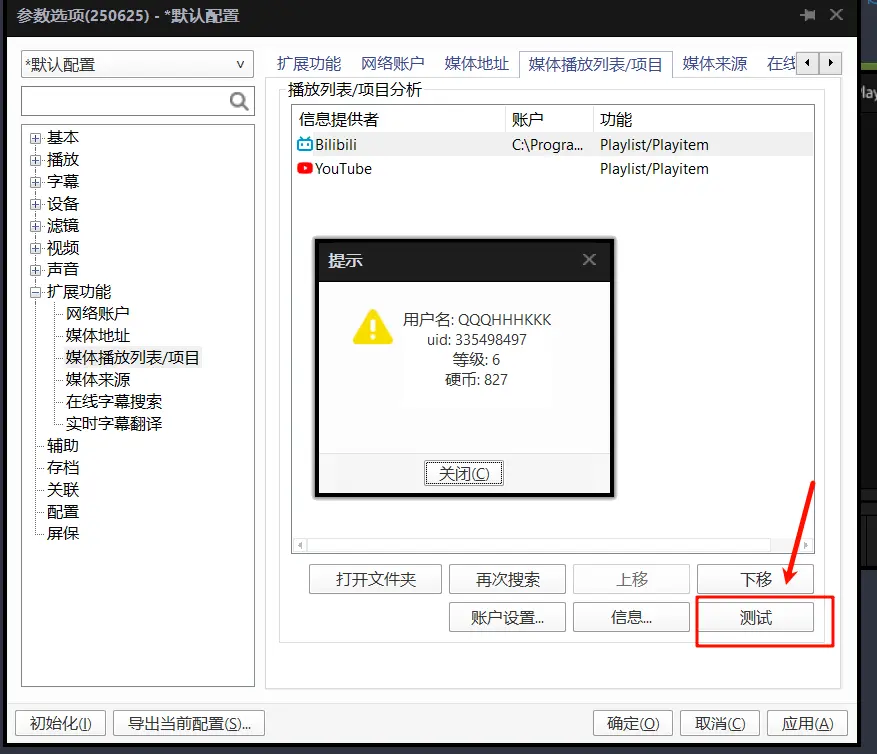 参数选项(250625) - *默认配置
*默认配置
扩展功能 网络账户 媒体地址 媒体播放列表/项目 媒体来源 在线
播放列表/项目分析
信息提供者 账户 功能
Bilibili C:\Progra... Playlist/Playitem
YouTube Playlist/Playitem
基本
播放
字幕
设备
滤镜
视频
声音
扩展功能
网络账户
媒体地址
媒体播放列表/项目
媒体来源
在线字幕搜索
实时字幕翻译
辅助
存档
关联
配置
屏保
提示
用户名: QQQHHHKKK
uid: 335498497
等级: 6
硬币: 827
关闭(C)
打开文件夹 再次搜索 上移 下移
账户设置... 信息... 测试
初始化(I) 导出当前配置(S)... 确定(O) 取消(C) 应用(A)